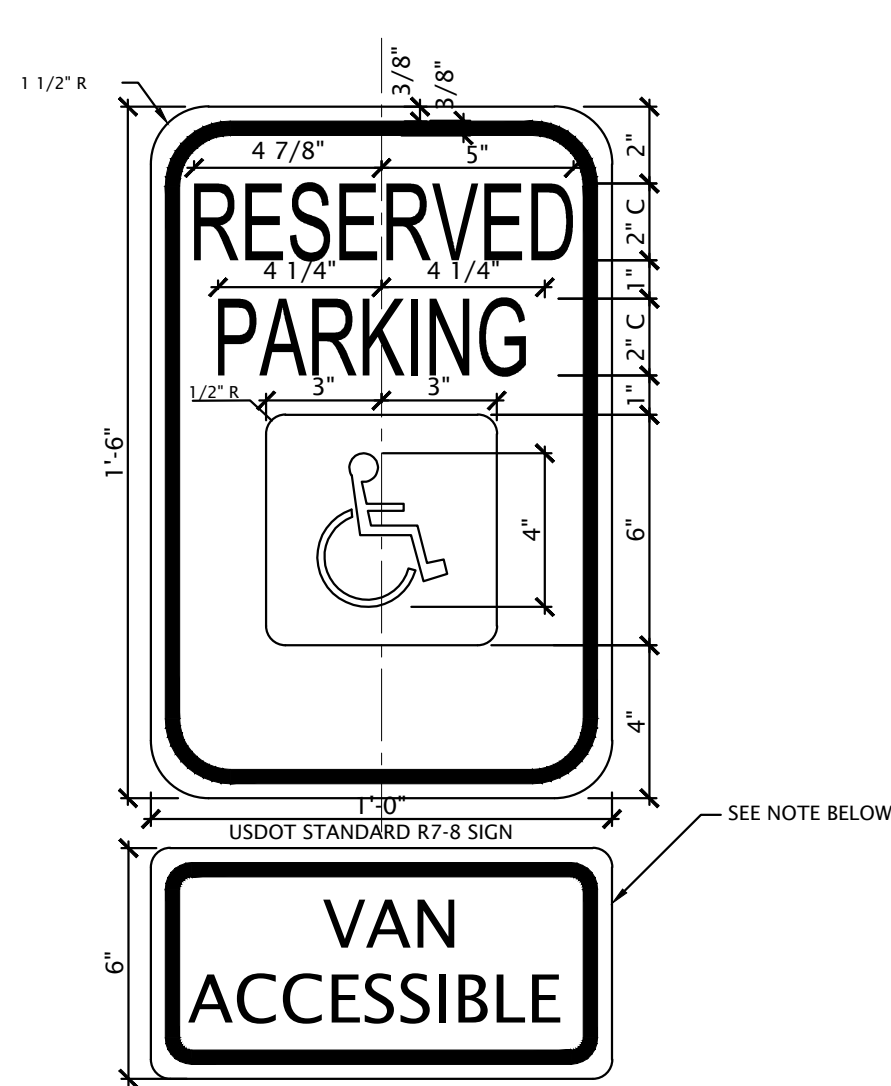 3/8"
3/8"
1 1/2" R
4 7/8"
5"
2"
RESERVED
2" C
4 1/4"
4 1/4"
1"
PARKING
2" C
1/2" R
3"
3"
1"
1'-6"
4"
6"
4"
1'-0"
USDOT STANDARD R7-8 SIGN
SEE NOTE BELOW
VAN
6"
ACCESSIBLE